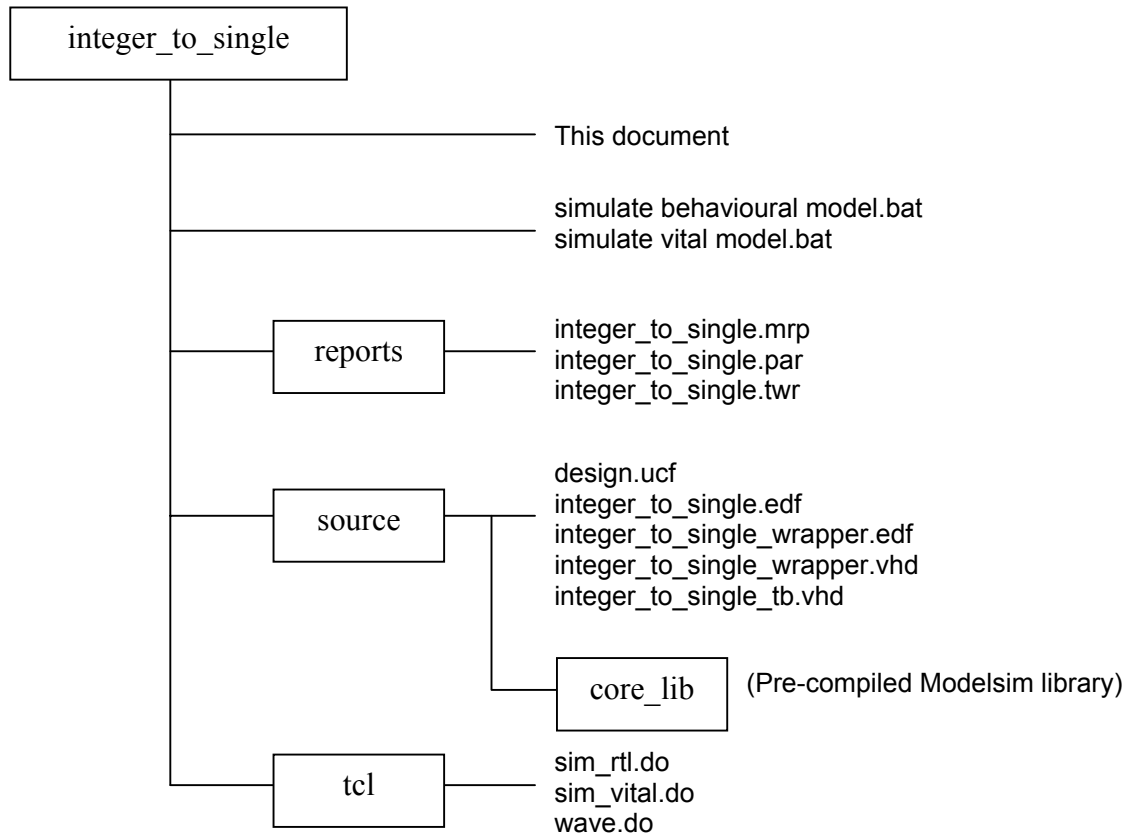 integer_to_single
This document
simulate behavioural model.bat
simulate vital model.bat
reports
integer_to_single.mrp
integer_to_single.par
integer_to_single.twr
source
design.ucf
integer_to_single.edf
integer_to_single_wrapper.edf
integer_to_single_wrapper.vhd
integer_to_single_tb.vhd
core_lib
(Pre-compiled Modelsim library)
tcl
sim_rtl.do
sim_vital.do
wave.do